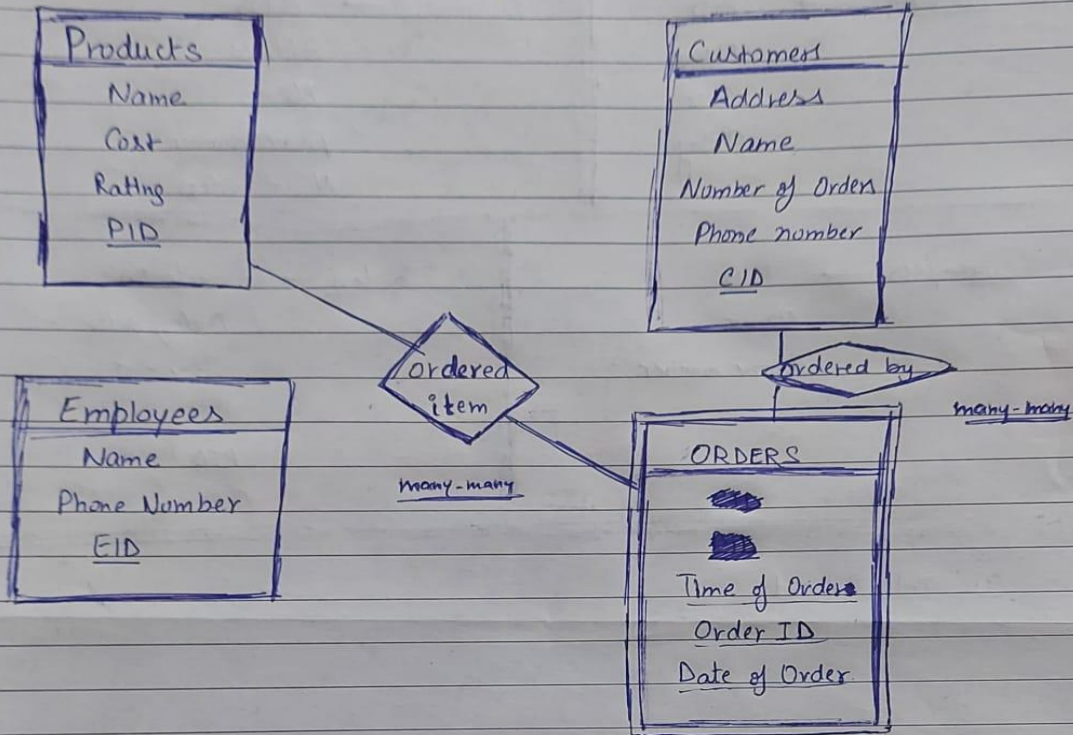 Products
Name
Cost
Rating
PID
Customers
Address
Name
Number of Orders
Phone number
CID
ordered
item
many-many
ordered by
many-many
Employees
Name
Phone Number
EID
ORDERS
Time of Order
Order ID
Date of Order